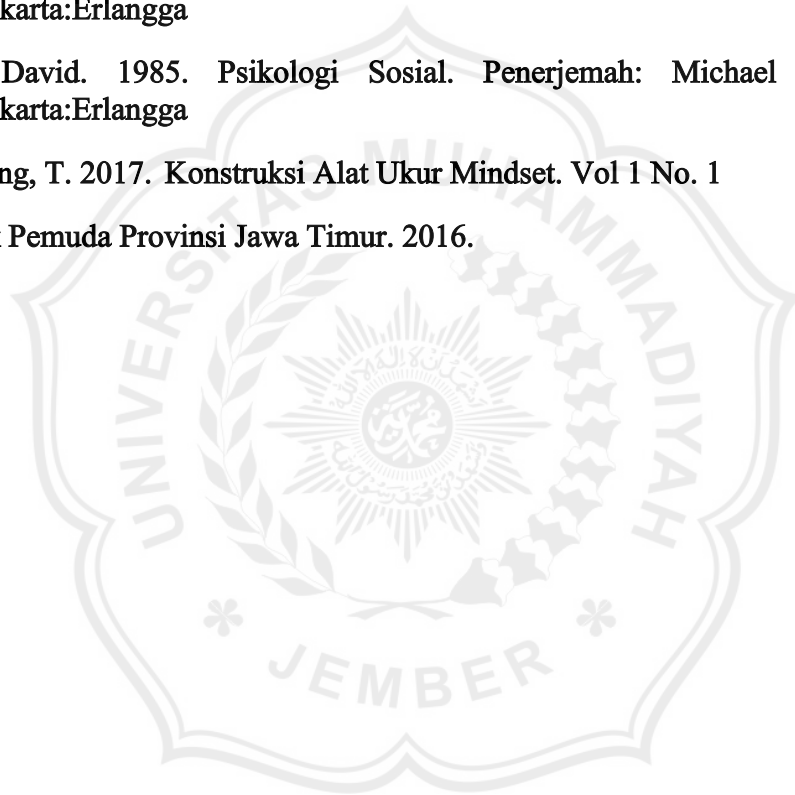 karta:Erlangga
David. 1985. Psikologi Sosial. Penerjemah: Michael
karta:Erlangga
ng, T. 2017. Konstruksi Alat Ukur Mindset. Vol 1 No. 1
k Pemuda Provinsi Jawa Timur. 2016.
UNIVERSTAS MUHAMMADIYAH
JEMBER